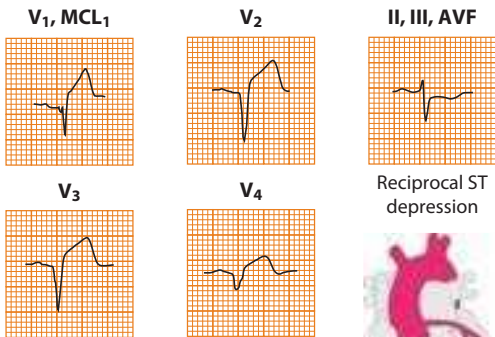 V1, MCL1
V2
II, III, AVF
Reciprocal ST
depression
V3
V4